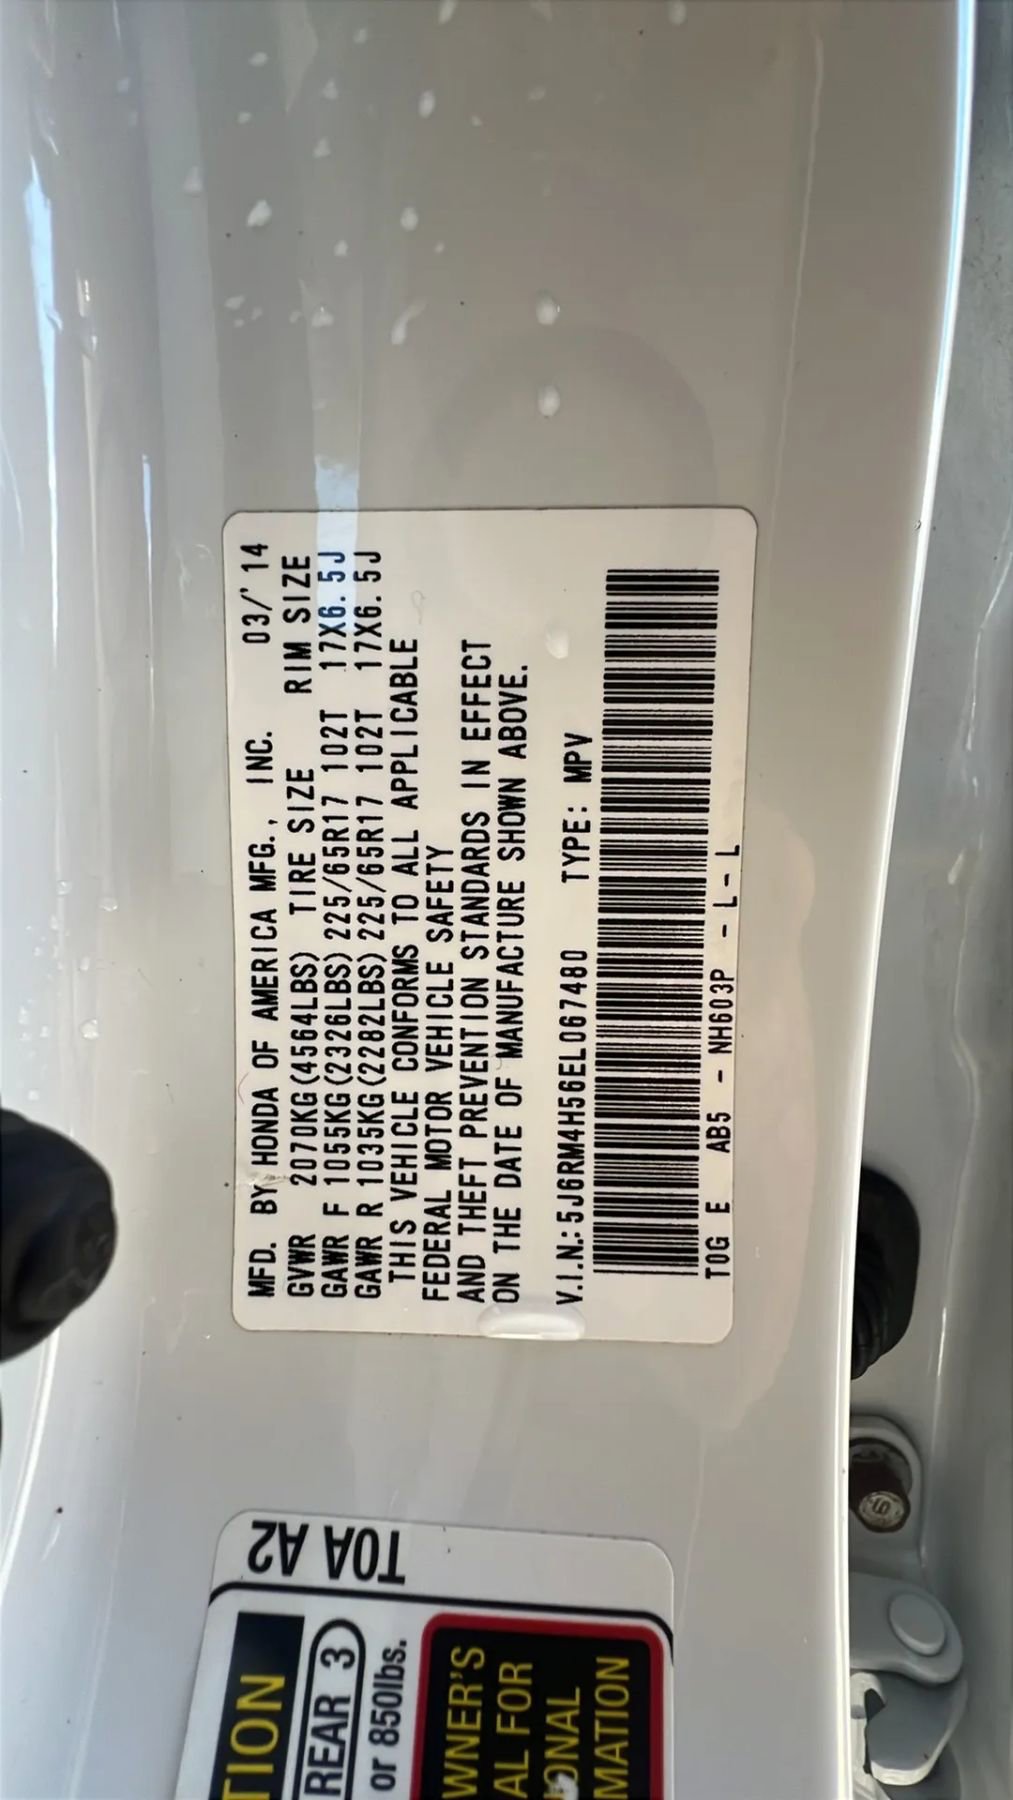 MFD. BY HONDA OF AMERICA MFG., INC. 03/'14
GVWR 2070KG(4564LBS) TIRE SIZE RIM SIZE
GAWR F 1055KG(2326LBS) 225/65R17 102T 17X6.5J
GAWR R 1035KG(2282LBS) 225/65R17 102T 17X6.5J
THIS VEHICLE CONFORMS TO ALL APPLICABLE
FEDERAL MOTOR VEHICLE SAFETY
AND THEFT PREVENTION STANDARDS IN EFFECT
ON THE DATE OF MANUFACTURE SHOWN ABOVE.
V.I.N.:5J6RM4H56EL067480 TYPE: MPV
T0G E AB5 - NH603P - L - L
T0A A2
TION
REAR 3
or 850lbs.
WNER'S
AL FOR
IONAL
MATION